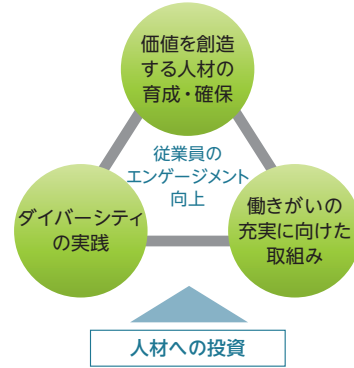 価値を創造
する人材の
育成・確保
従業員の
エンゲージメント
向上
ダイバーシティ
の実践
働きがいの
充実に向けた
取組み
人材への投資